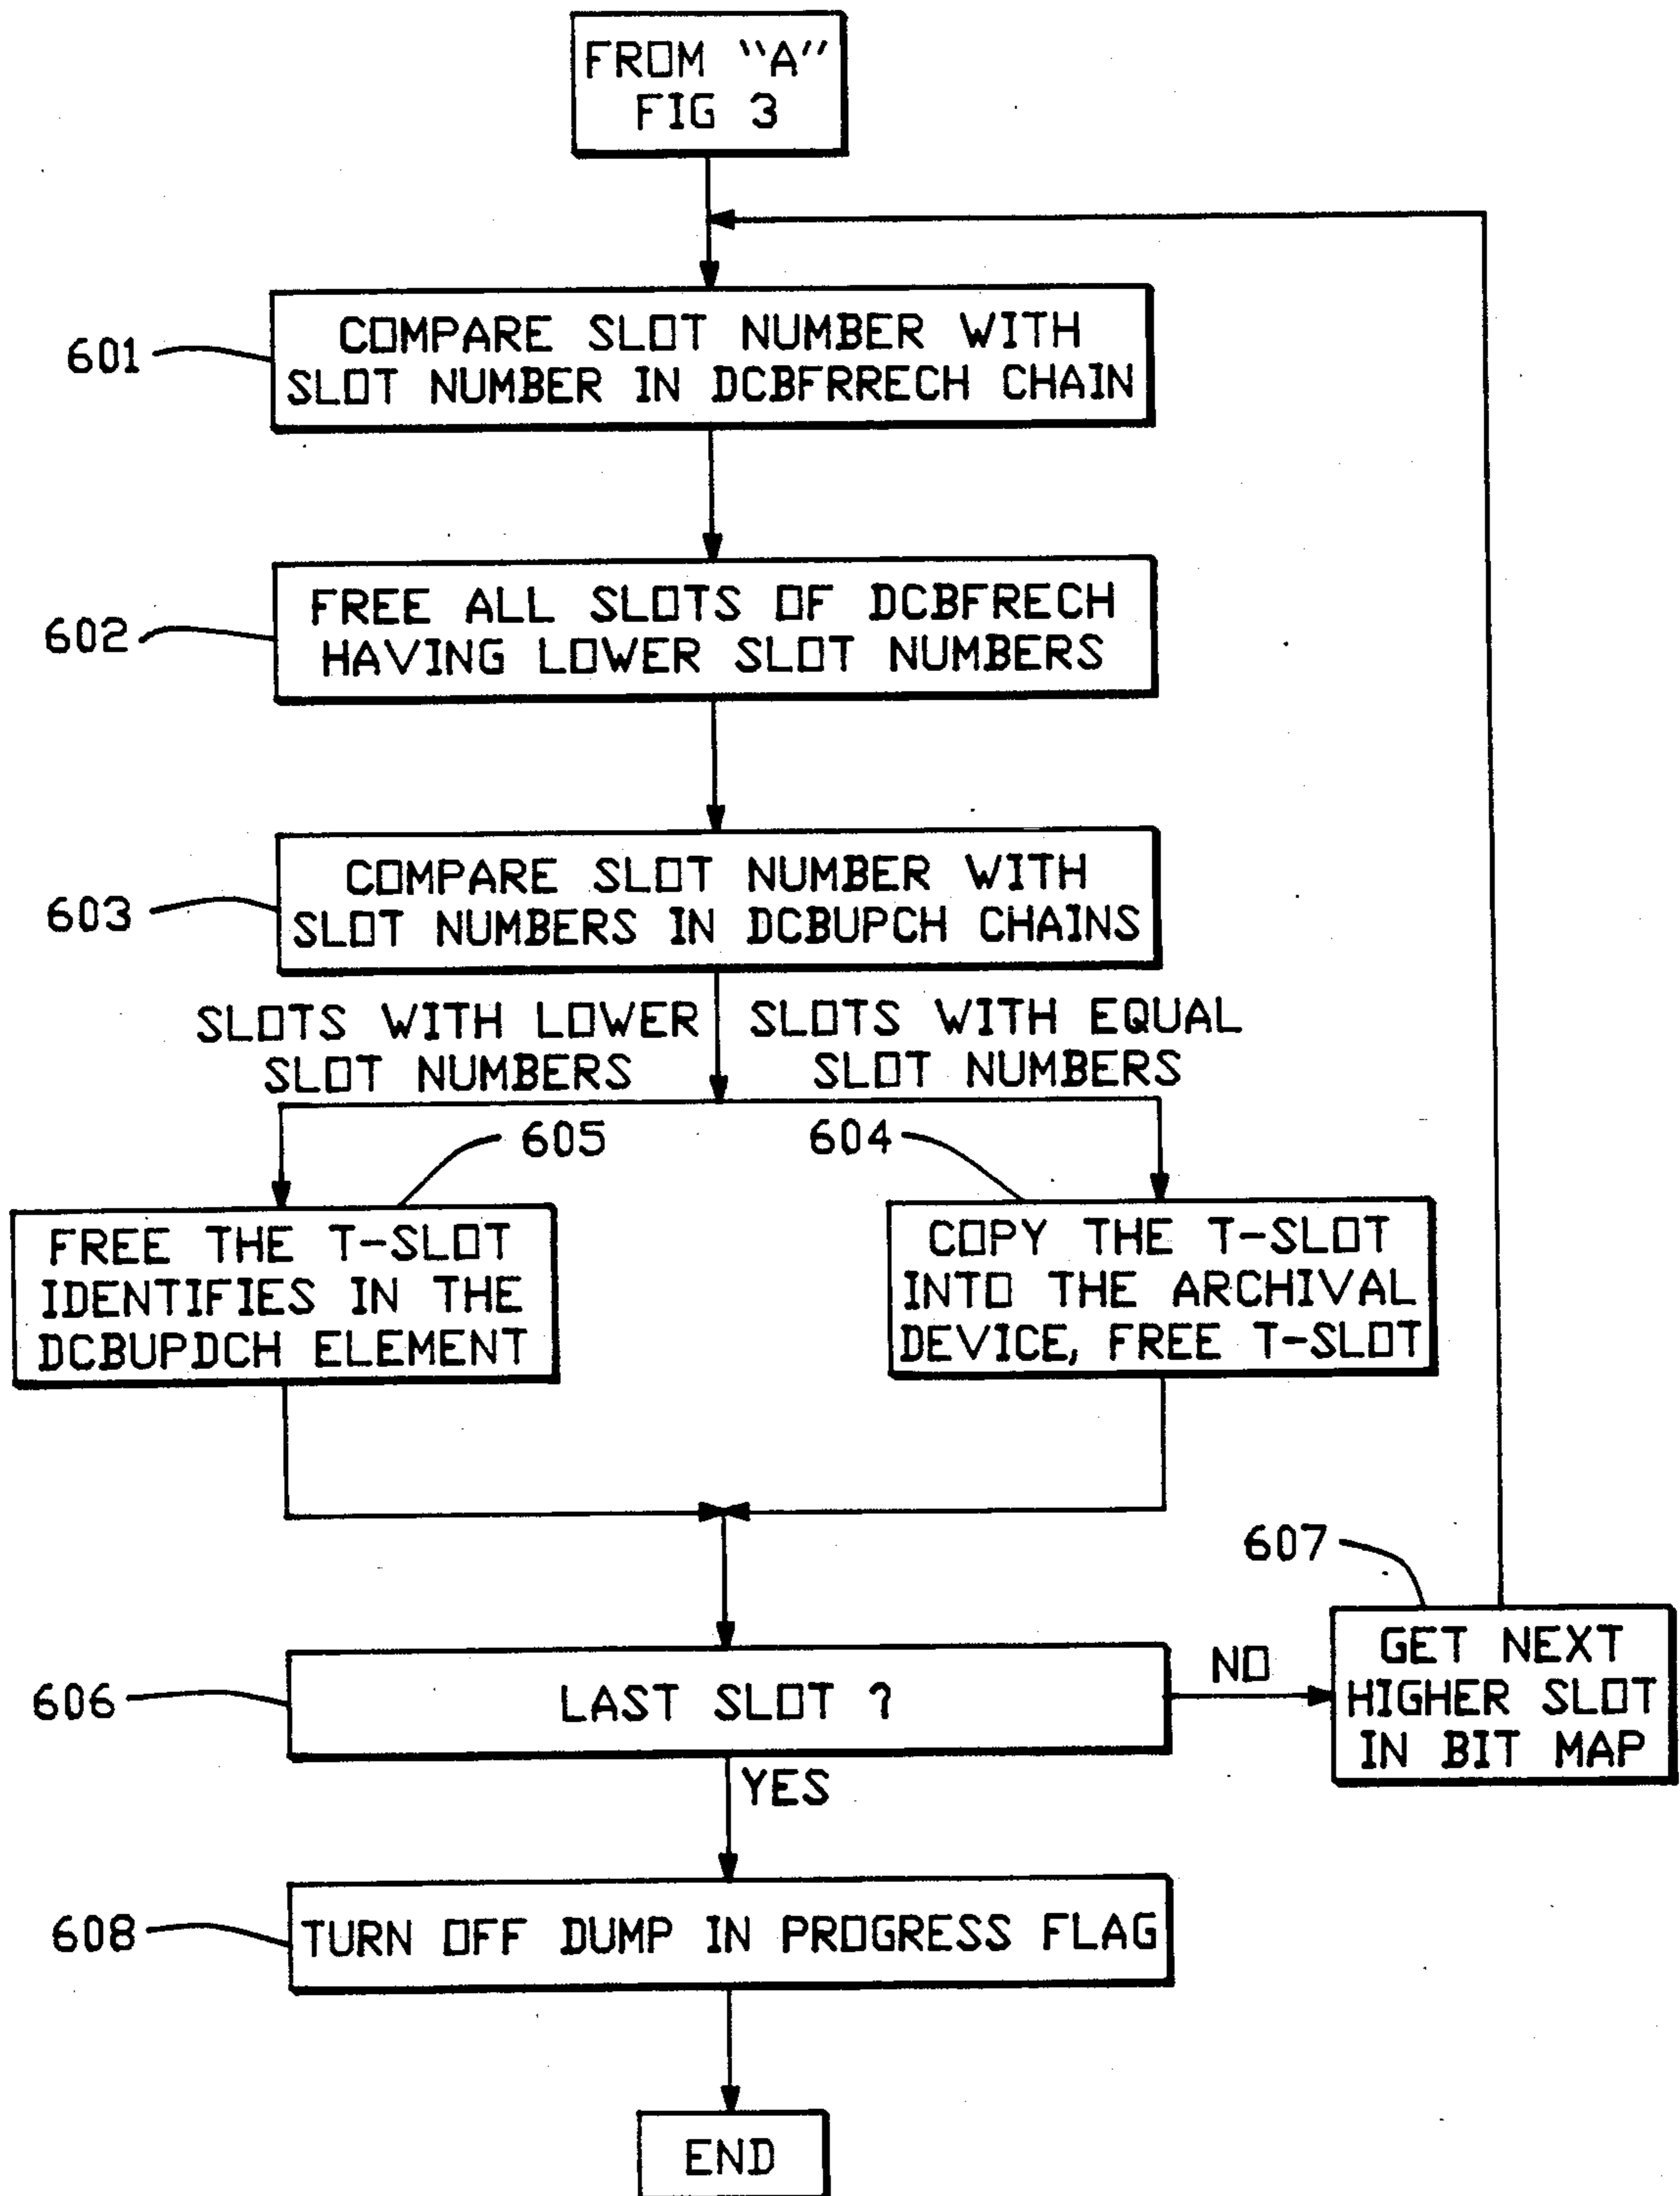 FROM "A"
FIG 3
601
COMPARE SLOT NUMBER WITH
SLOT NUMBER IN DCBFRRECH CHAIN
602
FREE ALL SLOTS OF DCBFRECH
HAVING LOWER SLOT NUMBERS
603
COMPARE SLOT NUMBER WITH
SLOT NUMBERS IN DCBUPCH CHAINS
SLOTS WITH LOWER
SLOT NUMBERS
SLOTS WITH EQUAL
SLOT NUMBERS
605
604
FREE THE T-SLOT
IDENTIFIES IN THE
DCBUPDCH ELEMENT
COPY THE T-SLOT
INTO THE ARCHIVAL
DEVICE, FREE T-SLOT
607
606
LAST SLOT ?
NO
GET NEXT
HIGHER SLOT
IN BIT MAP
YES
608
TURN OFF DUMP IN PROGRESS FLAG
END